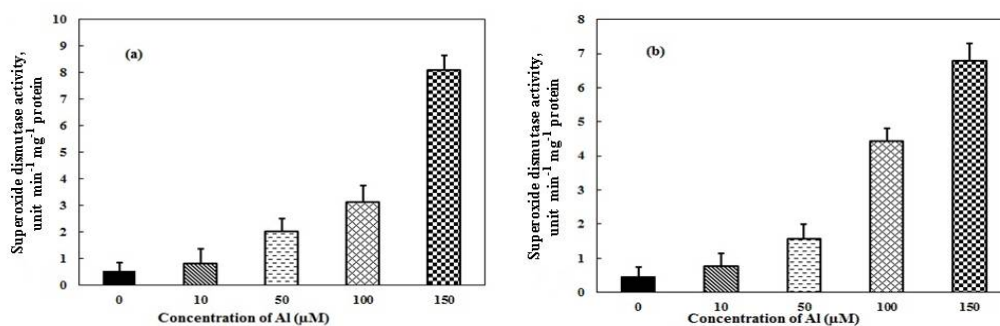 10
9
8
7
6
5
4
3
2
1
0
(a)
Superoxide dismutase activity,
unit min⁻¹ mg⁻¹ protein
0 10 50 100 150
Concentration of Al (µM)
8
7
6
5
4
3
2
1
0
(b)
Superoxide dismutase activity,
unit min⁻¹ mg⁻¹ protein
0 10 50 100 150
Concentration of Al (µM)